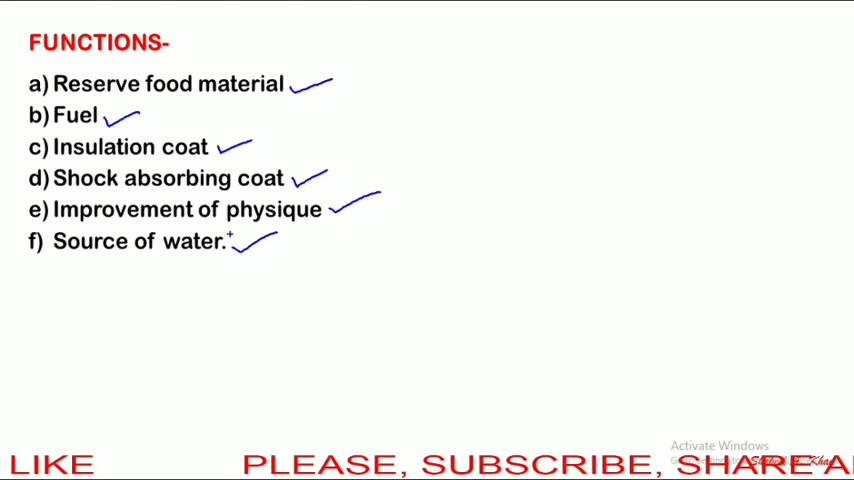 FUNCTIONS-
a) Reserve food material
b) Fuel
c) Insulation coat
d) Shock absorbing coat
e) Improvement of physique
f) Source of water.
Activate Windows
LIKE PLEASE, SUBSCRIBE, SHARE A